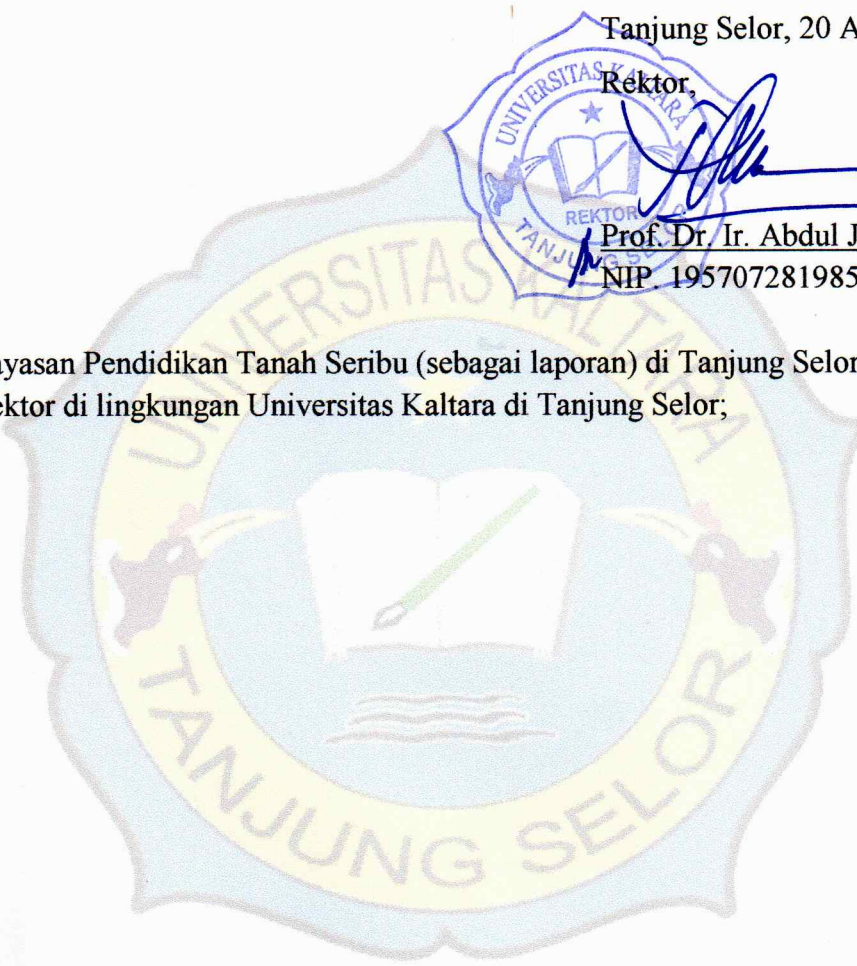 Tanjung Selor, 20 A
Rektor,
UNIVERSITAS KALTARA
REKTOR
TANJUNG SELOR
Prof. Dr. Ir. Abdul J
NIP. 195707281985
ayasan Pendidikan Tanah Seribu (sebagai laporan) di Tanjung Selor
ektor di lingkungan Universitas Kaltara di Tanjung Selor;
UNIVERSITAS KALTARA
TANJUNG SELOR